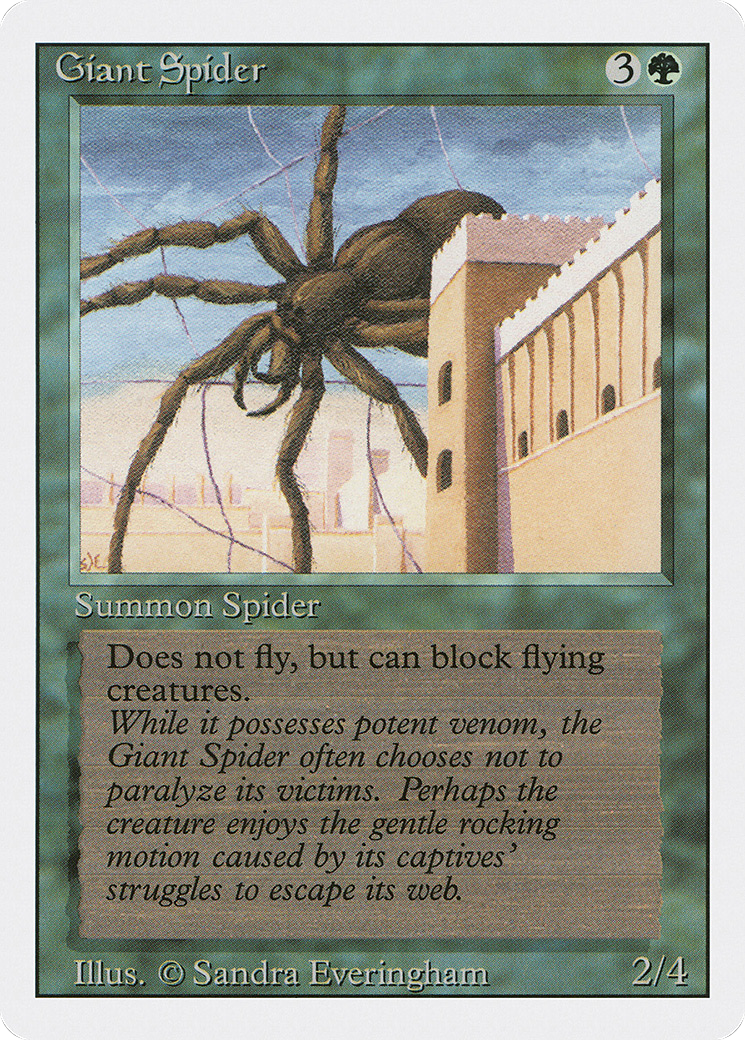 Giant Spider
3
Summon Spider
Does not fly, but can block flying
creatures.
While it possesses potent venom, the
Giant Spider often chooses not to
paralyze its victims. Perhaps the
creature enjoys the gentle rocking
motion caused by its captives'
struggles to escape its web.
Illus. © Sandra Everingham
2/4